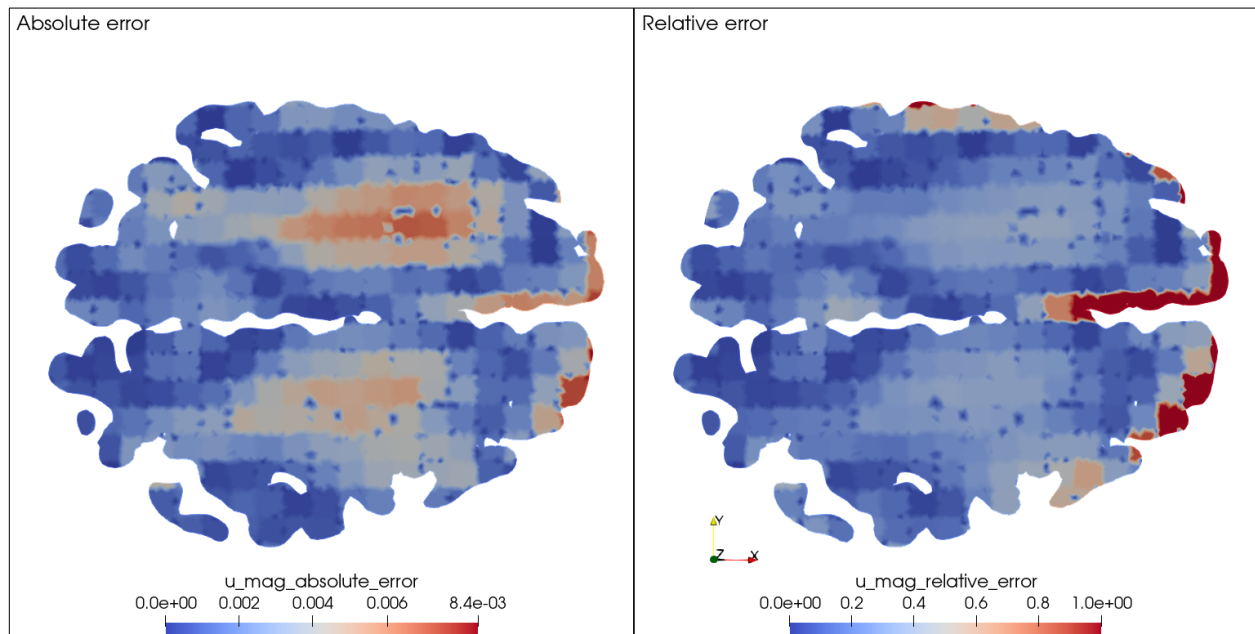 Absolute error
Relative error
Y
Z
X
u_mag_absolute_error
0.0e+00 0.002 0.004 0.006 8.4e-03
u_mag_relative_error
0.0e+00 0.2 0.4 0.6 0.8 1.0e+00